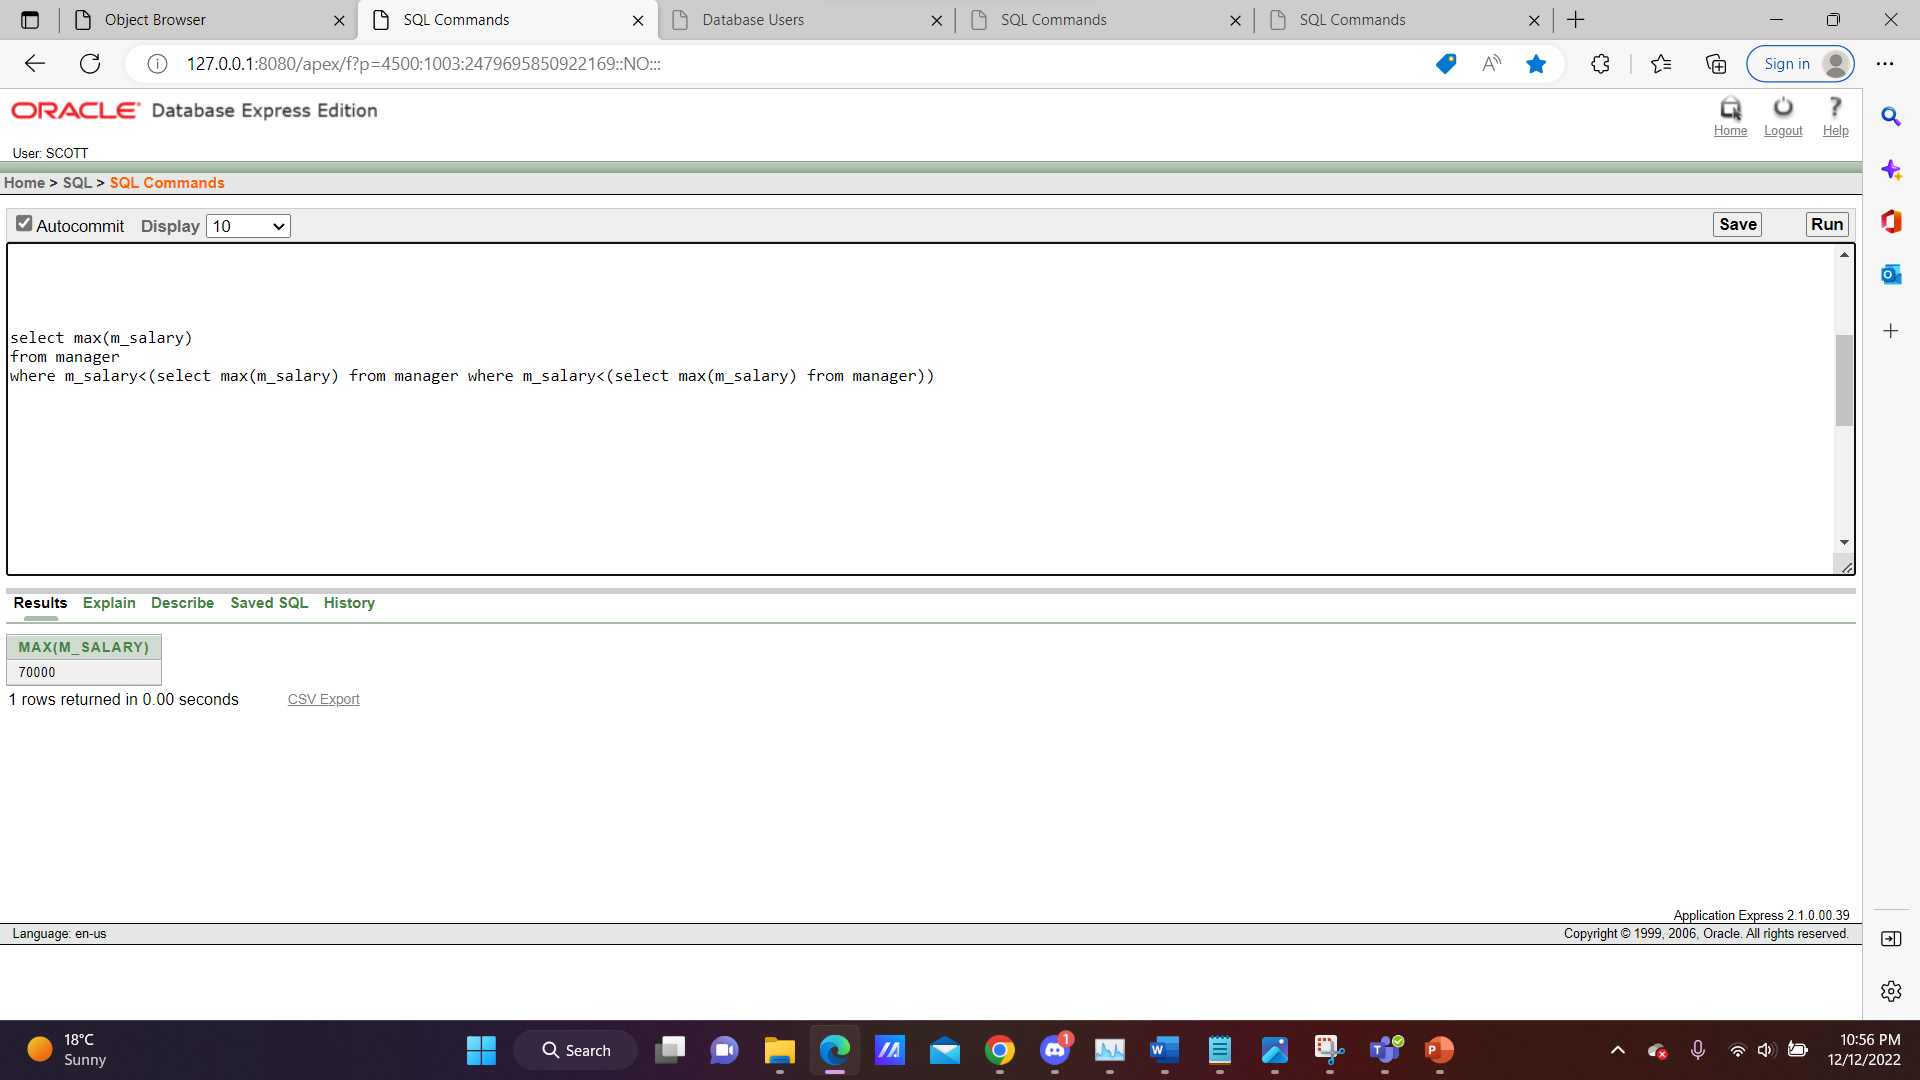 Object Browser
SQL Commands
Database Users
SQL Commands
SQL Commands
127.0.0.1:8080/apex/f?p=4500:1003:2479695850922169::NO:::
Sign in
ORACLE Database Express Edition
Home
Logout
Help
User: SCOTT
Home > SQL > SQL Commands
Autocommit Display 10
Save
Run
select max(m_salary)
from manager
where m_salary<(select max(m_salary) from manager where m_salary<(select max(m_salary) from manager))
Results Explain Describe Saved SQL History
MAX(M_SALARY)
70000
1 rows returned in 0.00 seconds
CSV Export
Application Express 2.1.0.00.39
Language: en-us
Copyright © 1999, 2006, Oracle. All rights reserved.
18°C
Sunny
Search
1
10:56 PM
12/12/2022